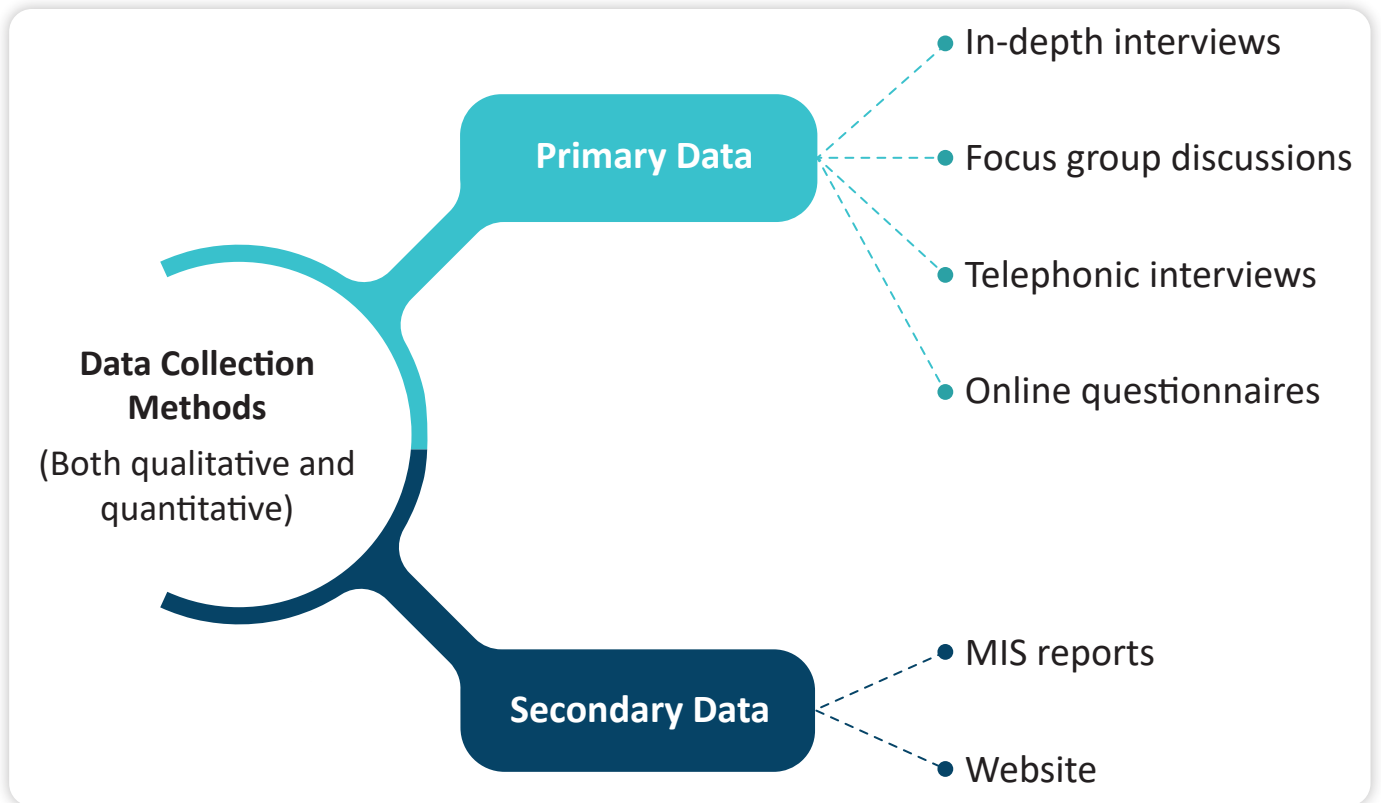 Data Collection
Methods
(Both qualitative and
quantitative)
Primary Data
In-depth interviews
Focus group discussions
Telephonic interviews
Online questionnaires
Secondary Data
MIS reports
Website